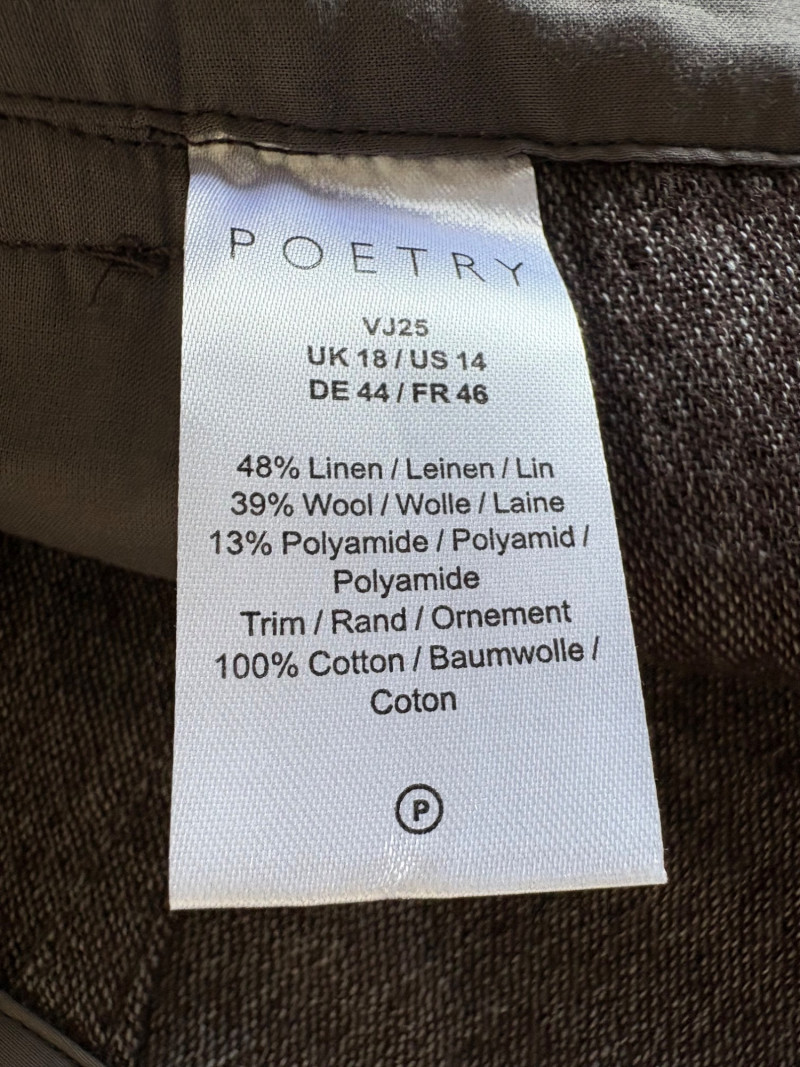 POETRY
VJ25
UK 18 / US 14
DE 44 / FR 46
48% Linen / Leinen / Lin
39% Wool / Wolle / Laine
13% Polyamide / Polyamid /
Polyamide
Trim / Rand / Ornement
100% Cotton / Baumwolle /
Coton
P